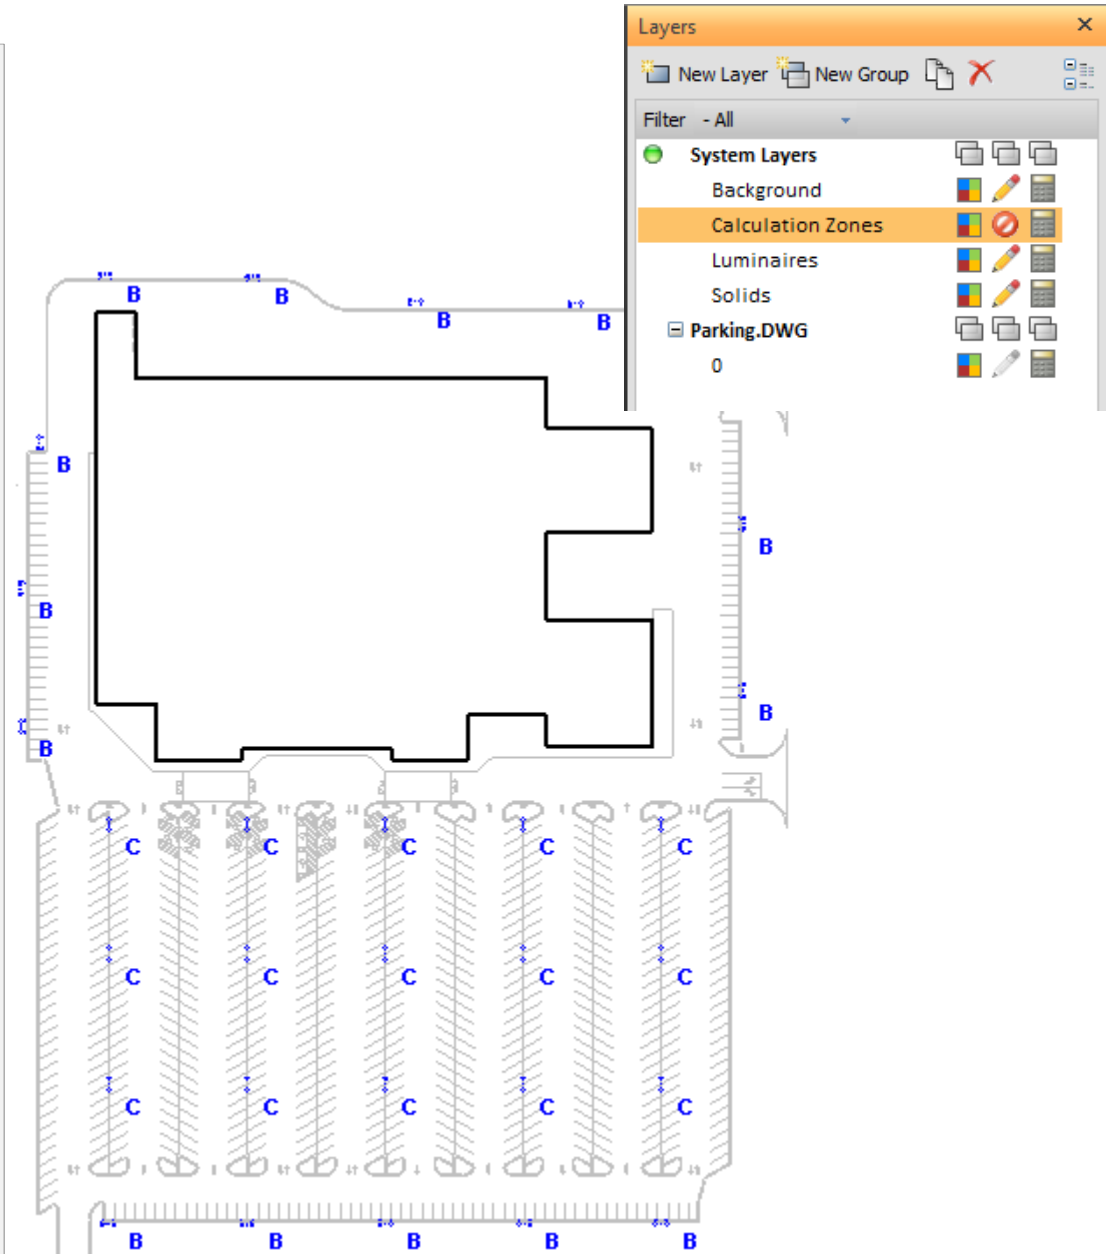 Layers
New Layer New Group
Filter - All
System Layers
Background
Calculation Zones
Luminaires
Solids
Parking.DWG
0
B B
B B
B
B
B
B
B
B
C C C C C
C C C C C
C C C C C
B B B B B